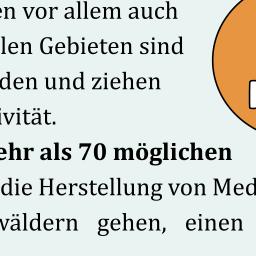 en vor allem auch
len Gebieten sind
den und ziehen
ivität.
ehr als 70 möglichen
die Herstellung von Med
wäldern gehen, einen